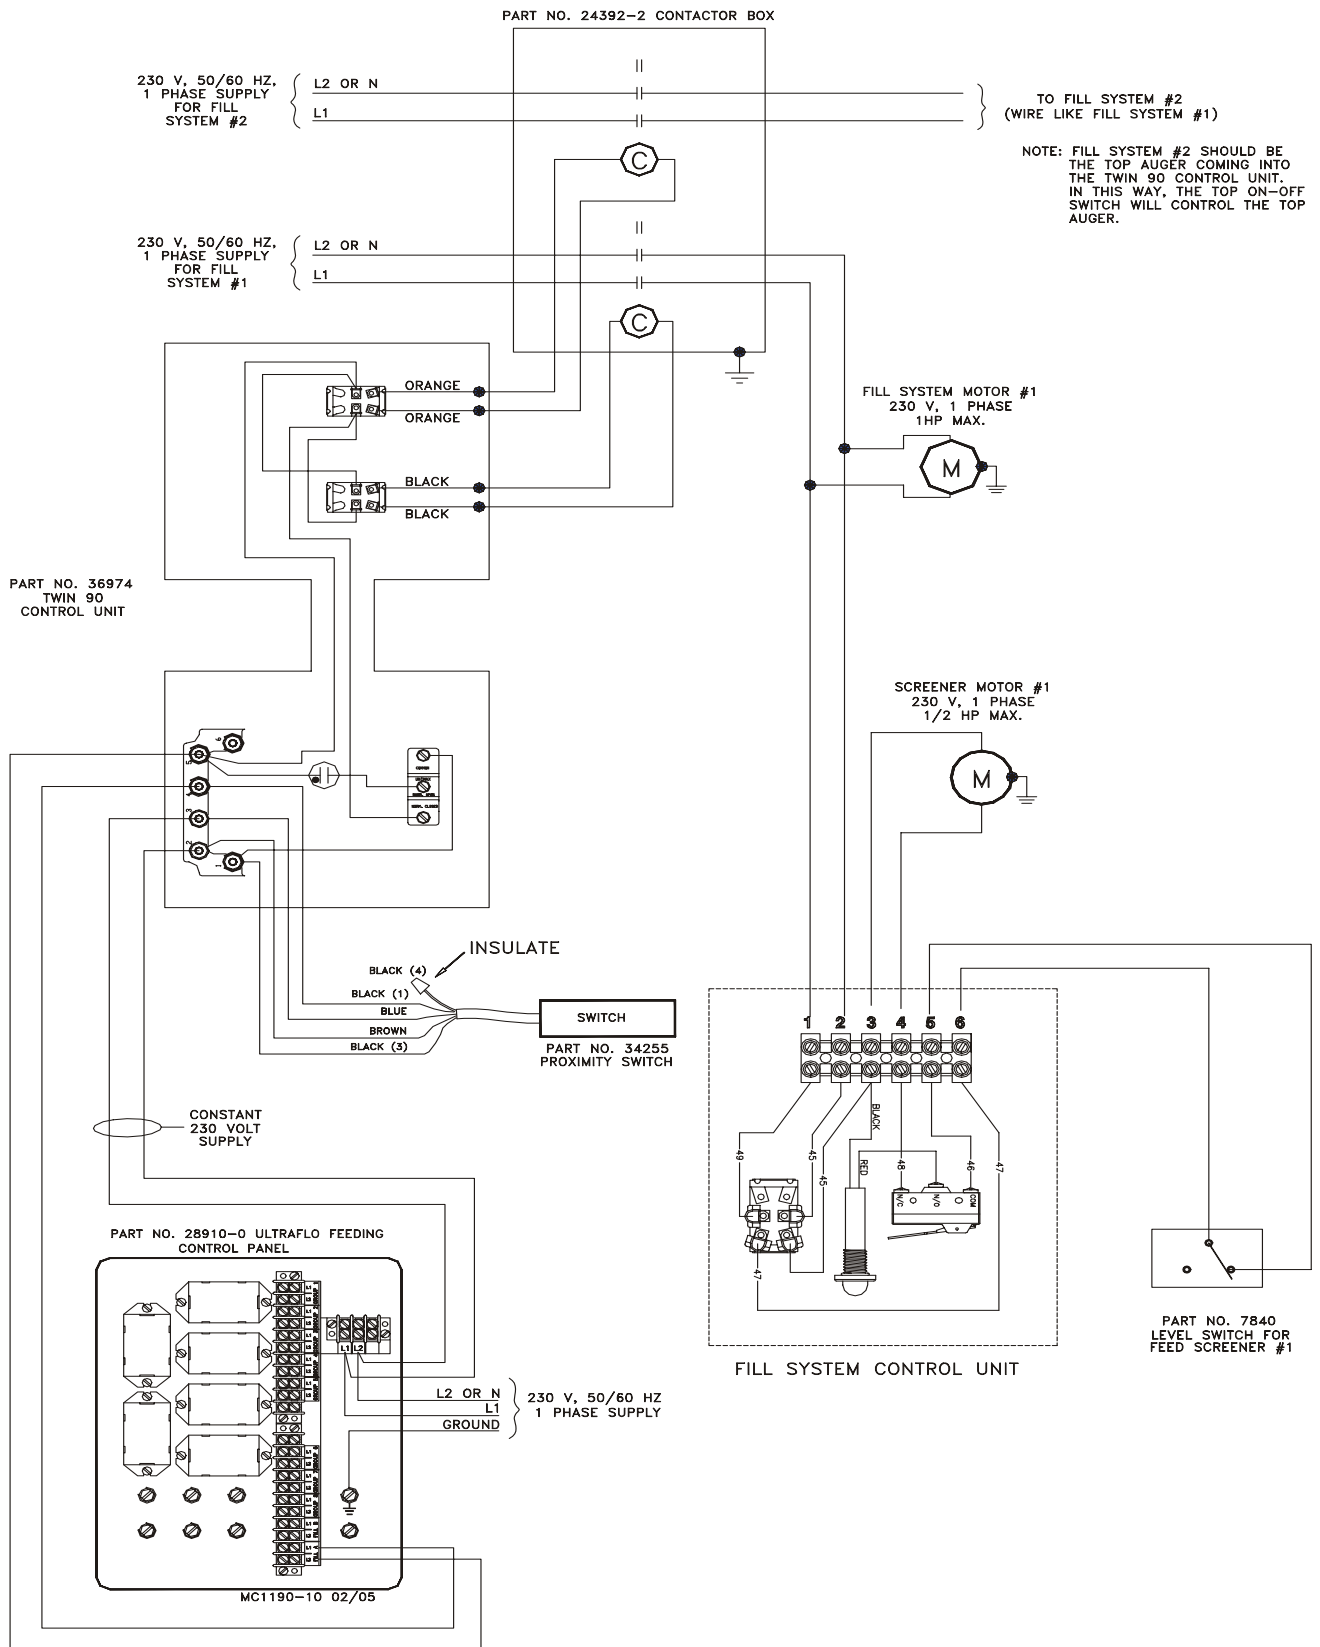 PART NO. 24392-2 CONTACTOR BOX
230 V, 50/60 HZ,
1 PHASE SUPPLY
FOR FILL
SYSTEM #2
L2 OR N
L1
TO FILL SYSTEM #2
(WIRE LIKE FILL SYSTEM #1)
NOTE: FILL SYSTEM #2 SHOULD BE
THE TOP AUGER COMING INTO
THE TWIN 90 CONTROL UNIT.
IN THIS WAY, THE TOP ON-OFF
SWITCH WILL CONTROL THE TOP
AUGER.
C
230 V, 50/60 HZ,
1 PHASE SUPPLY
FOR FILL
SYSTEM #1
L2 OR N
L1
C
ORANGE
ORANGE
BLACK
BLACK
FILL SYSTEM MOTOR #1
230 V, 1 PHASE
1HP MAX.
M
PART NO. 36974
TWIN 90
CONTROL UNIT
SCREENER MOTOR #1
230 V, 1 PHASE
1/2 HP MAX.
M
6
5
4
3
2
1
INSULATE
BLACK (4)
BLACK (1)
BLUE
BROWN
BLACK (3)
SWITCH
PART NO. 34255
PROXIMITY SWITCH
CONSTANT
230 VOLT
SUPPLY
1 2 3 4 5 6
BLACK
RED
49
45
45
48
46
47
47
N/C
N/O
COM
FILL SYSTEM CONTROL UNIT
PART NO. 7840
LEVEL SWITCH FOR
FEED SCREENER #1
PART NO. 28910-0 ULTRAFLO FEEDING
CONTROL PANEL
L1 L2
L2 OR N
L1
GROUND
230 V, 50/60 HZ
1 PHASE SUPPLY
FILL B
FILL A
MC1190-10 02/05